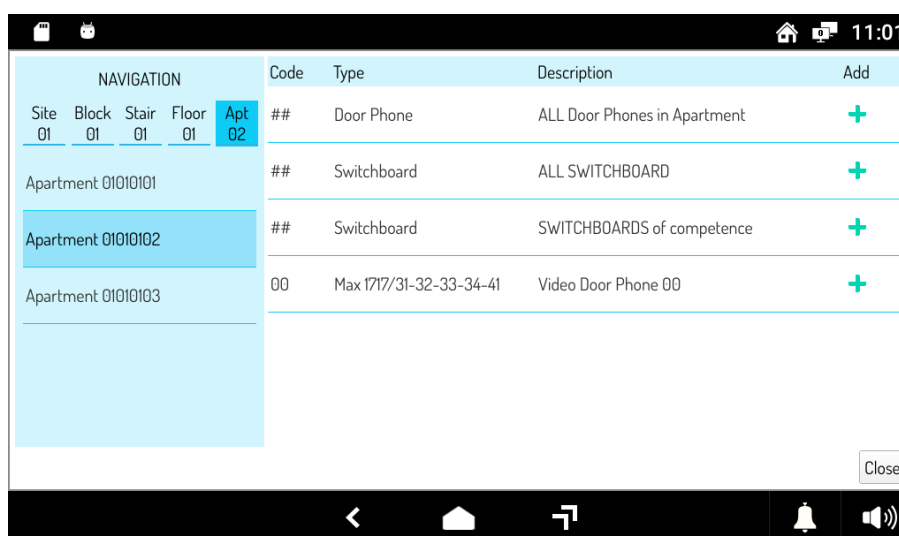 11:01
NAVIGATION
Site Block Stair Floor Apt
01 01 01 01 02
Apartment 01010101
Apartment 01010102
Apartment 01010103
Code Type Description Add
## Door Phone ALL Door Phones in Apartment
## Switchboard ALL SWITCHBOARD
## Switchboard SWITCHBOARDS of competence
00 Max 1717/31-32-33-34-41 Video Door Phone 00
Close